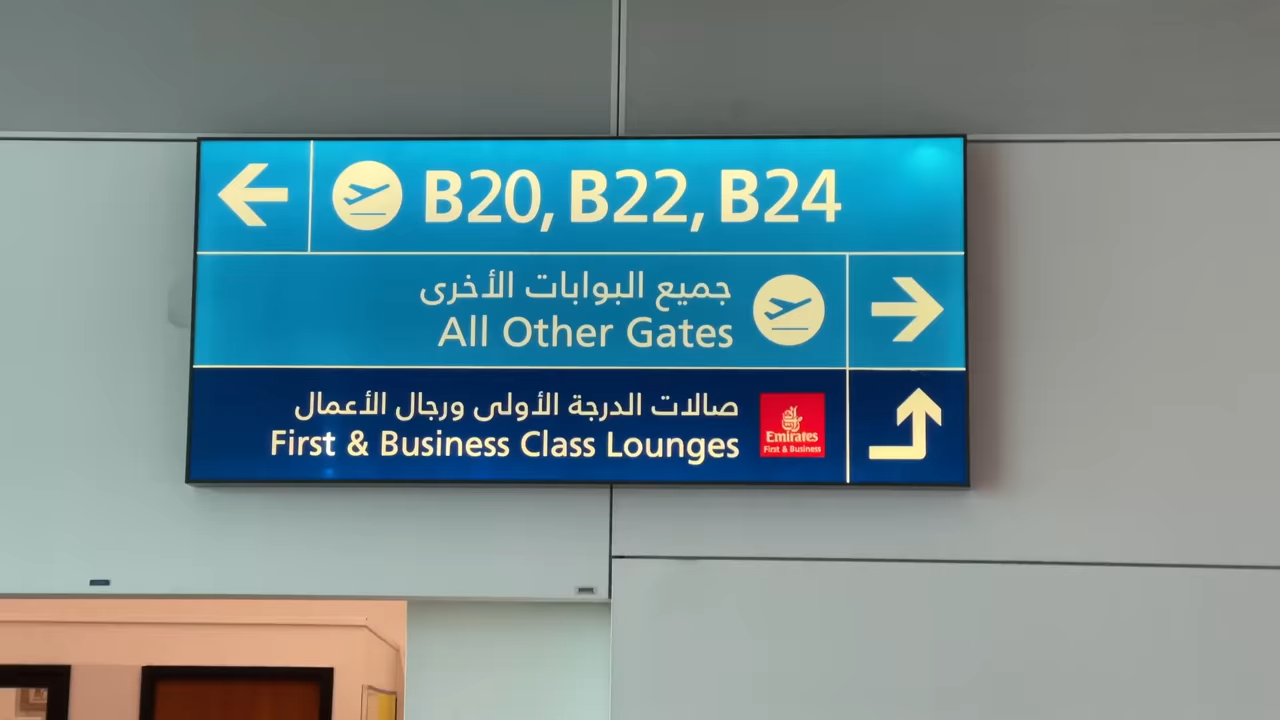 B20, B22, B24
جميع البوابات الأخرى
All Other Gates
صالات الدرجة الأولى ورجال الأعمال
First & Business Class Lounges
Emirates
First & Business